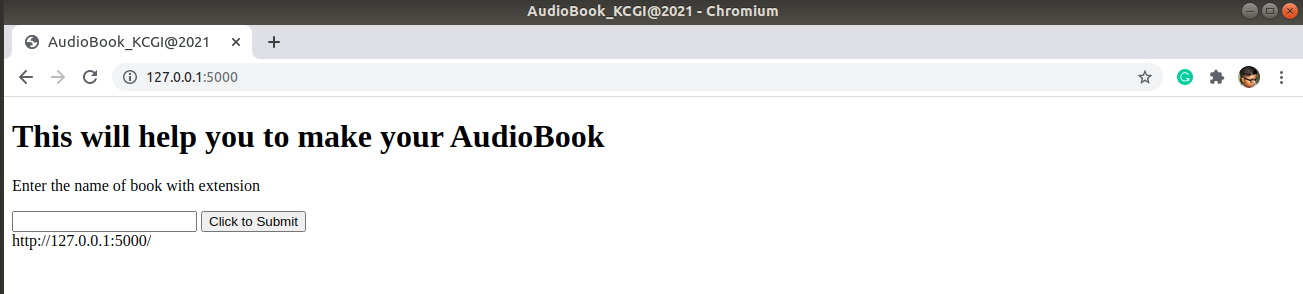 AudioBook_KCGI@2021 - Chromium
AudioBook_KCGI@2021
127.0.0.1:5000
This will help you to make your AudioBook
Enter the name of book with extension
Click to Submit
http://127.0.0.1:5000/